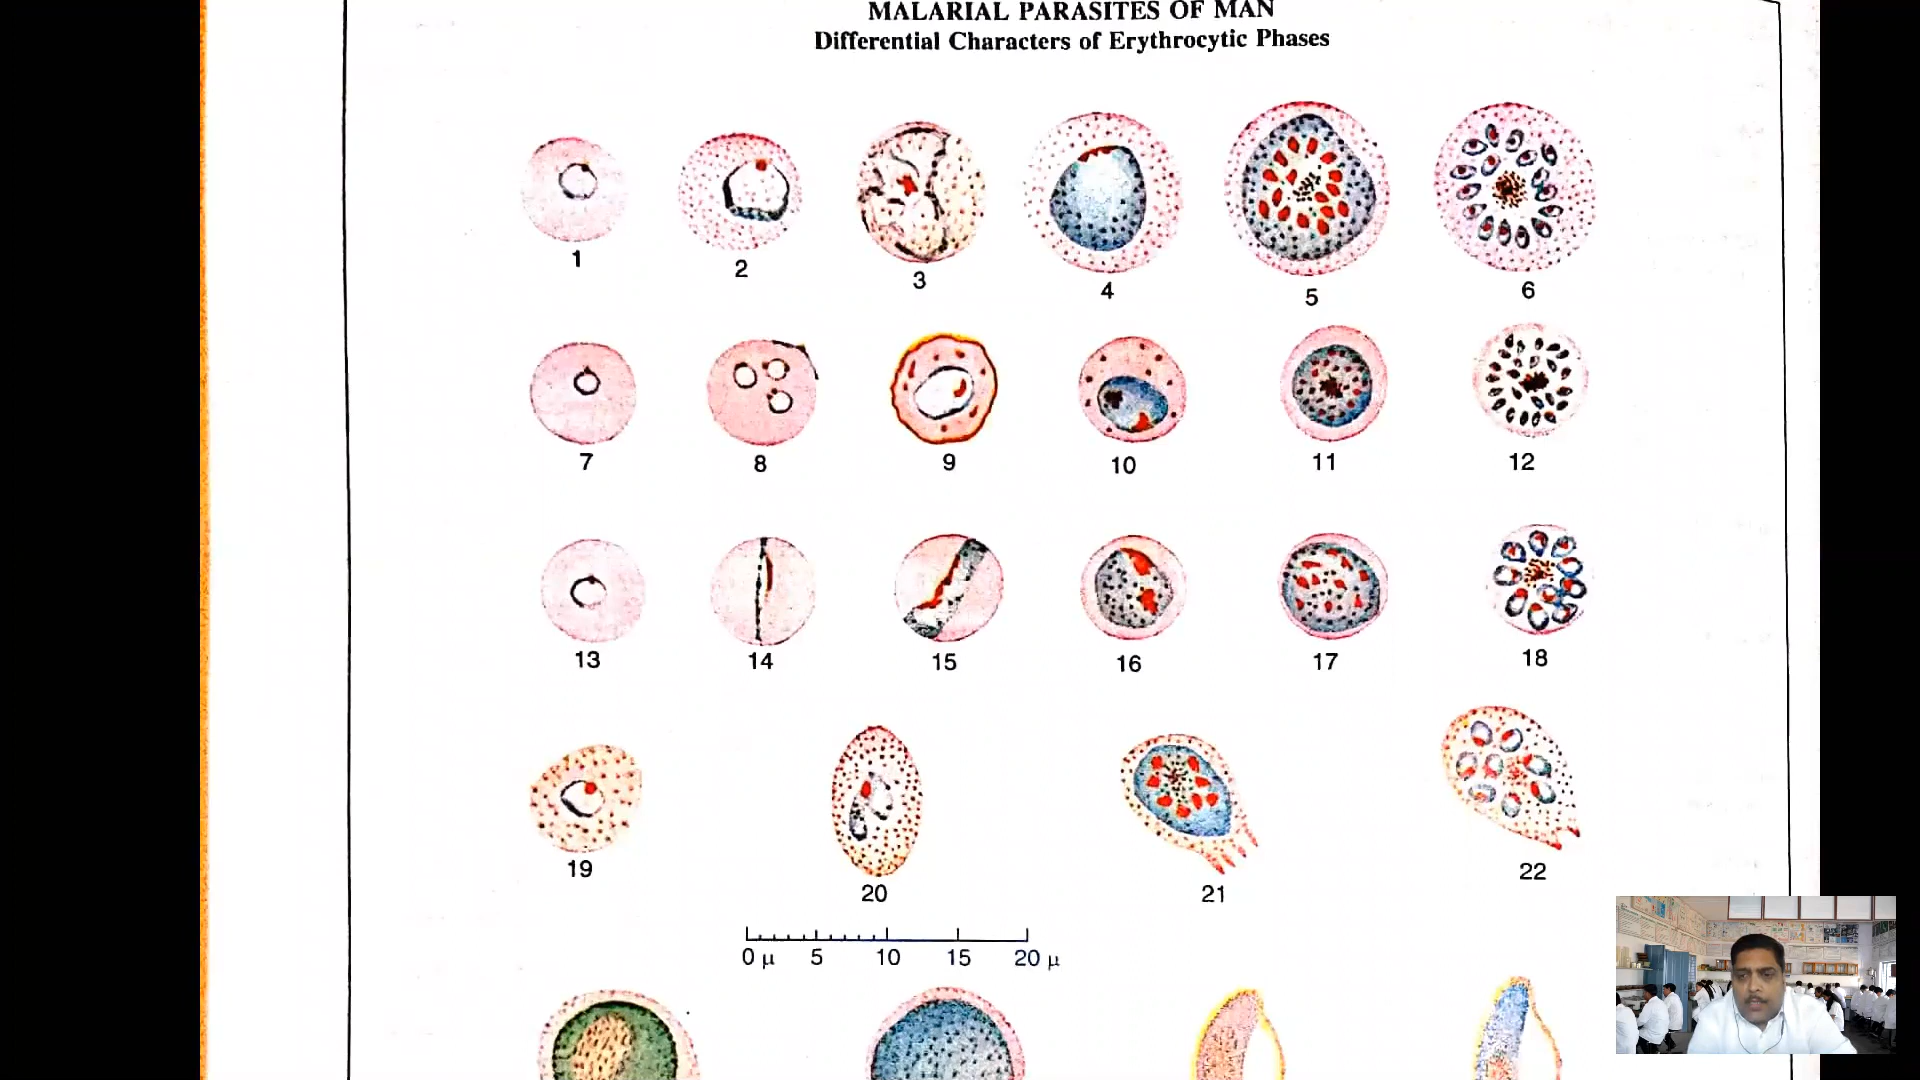 MALARIAL PARASITES OF MAN
Differential Characters of Erythrocytic Phases
1 2 3 4 5 6
7 8 9 10 11 12
13 14 15 16 17 18
19 20 21 22
0 µ 5 10 15 20 µ